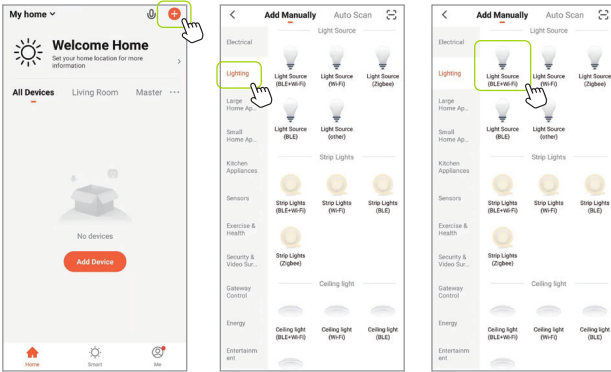 My home
Welcome Home
Set your home location for more
information
All Devices Living Room Master ···
No devices
Add Device
Home Smart Me
Add Manually Auto Scan
Electrical
Lighting
Large
Home Ap...
Small
Home Ap...
Kitchen
Appliances
Sensors
Exercise &
Health
Security &
Video Sur...
Gateway
Control
Energy
Entertainm
ent
Light Source
Light Source Light Source Light Source
(BLE+Wi-Fi) (Wi-Fi) (Zigbee)
Light Source Light Source
(BLE) (other)
Strip Lights
Strip Lights Strip Lights Strip Lights
(BLE+Wi-Fi) (Wi-Fi) (BLE)
Strip Lights
(Zigbee)
Ceiling light
Ceiling light Ceiling light Ceiling light
(BLE+Wi-Fi) (Wi-Fi) (BLE)
Add Manually Auto Scan
Electrical
Lighting
Large
Home Ap...
Small
Home Ap...
Kitchen
Appliances
Sensors
Exercise &
Health
Security &
Video Sur...
Gateway
Control
Energy
Entertainm
ent
Light Source
Light Source Light Source Light Source
(BLE+Wi-Fi) (Wi-Fi) (Zigbee)
Light Source Light Source
(BLE) (other)
Strip Lights
Strip Lights Strip Lights Strip Lights
(BLE+Wi-Fi) (Wi-Fi) (BLE)
Strip Lights
(Zigbee)
Ceiling light
Ceiling light Ceiling light Ceiling light
(BLE+Wi-Fi) (Wi-Fi) (BLE)